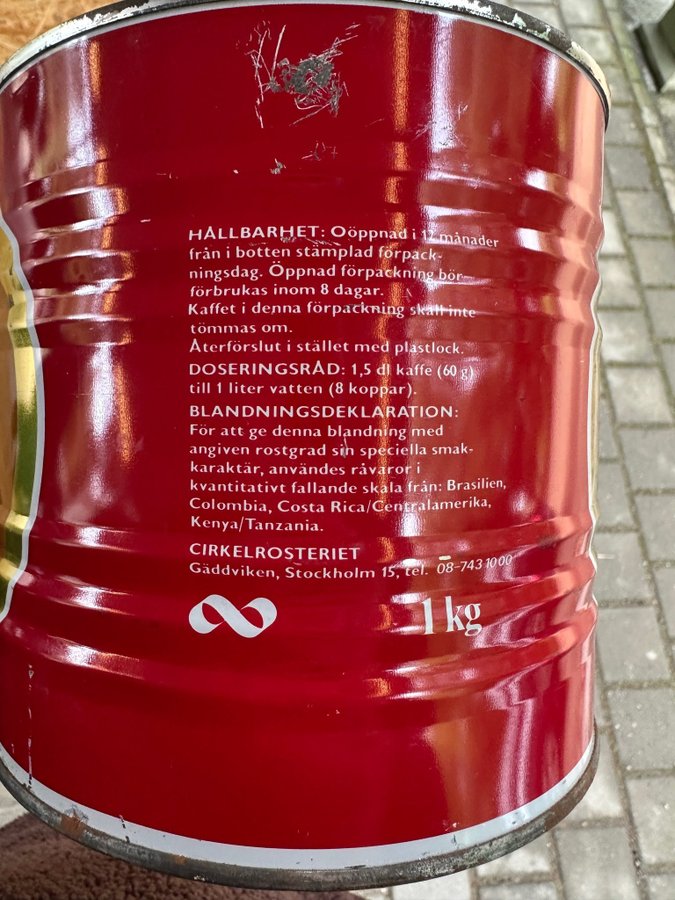 HÅLLBARHET: Oöppnad i 12 månader
från i botten stämplad förpack-
ningsdag. Öppnad förpackning bör
förbrukas inom 8 dagar.
Kaffet i denna förpackning skall inte
tömmas om.
Återförslut i stället med plastlock.
DOSERINGSRÅD: 1,5 dl kaffe (60 g)
till 1 liter vatten (8 koppar).
BLANDNINGSDEKLARATION:
För att ge denna blandning med
angiven rostgrad sin speciella smak-
karaktär, användes råvaror i
kvantitativt fallande skala från: Brasilien,
Colombia, Costa Rica/Centralamerika,
Kenya/Tanzania.
CIRKELROSTERIET
Gäddviken, Stockholm 15, tel. 08-743 10 00
1 kg